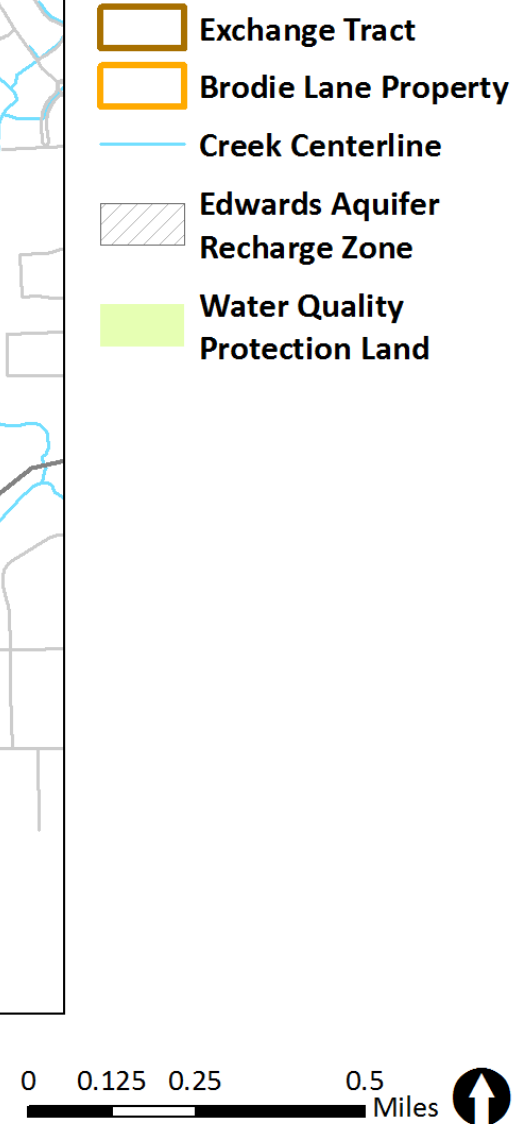 Exchange Tract
Brodie Lane Property
Creek Centerline
Edwards Aquifer
Recharge Zone
Water Quality
Protection Land
0 0.125 0.25 0.5
Miles